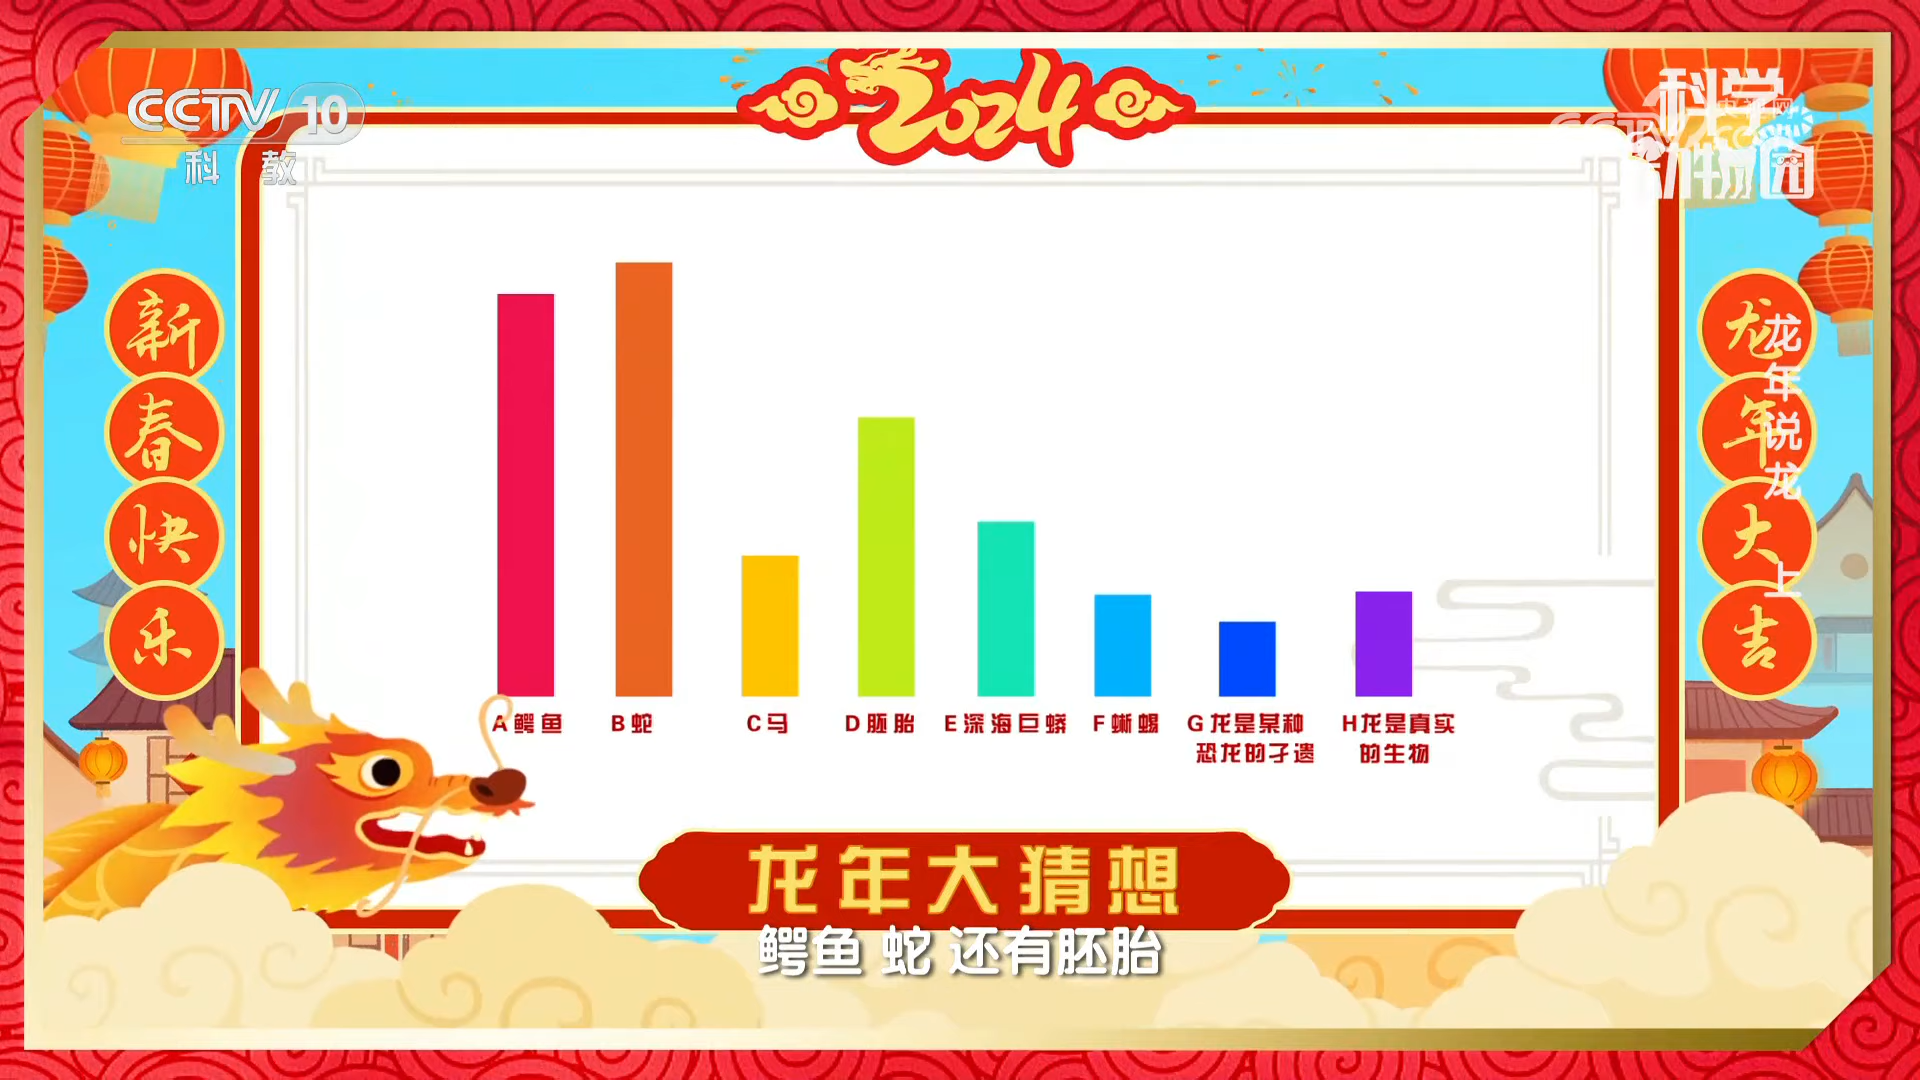 2024
CCTV 10
科教
科学
动物园
新春快乐
龙年大吉
龙年说龙 上
A鳄鱼
B蛇
C马
D胚胎
E深海巨蟒
F蜥蜴
G龙是某种
恐龙的孑遗
H龙是真实
的生物
龙年大猜想
鳄鱼 蛇 还有胚胎